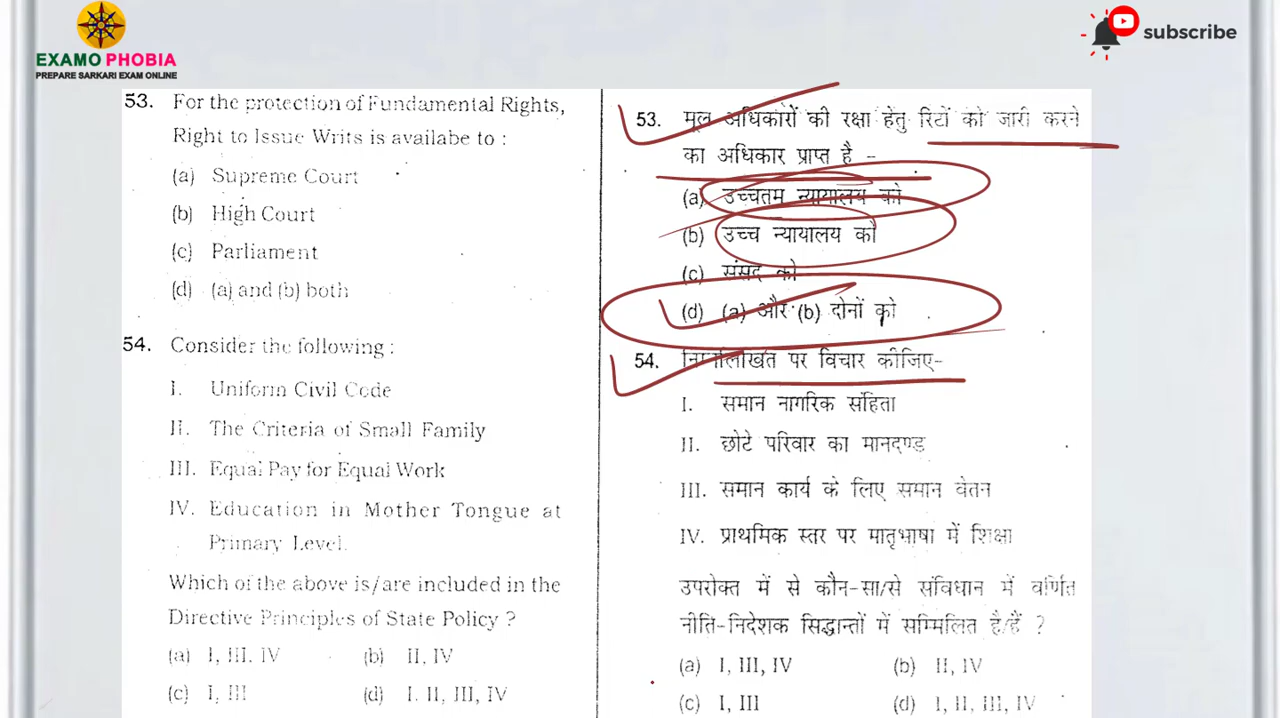 EXAMO PHOBIA
PREPARE SARKARI EXAM ONLINE
subscribe
53. For the protection of Fundamental Rights,
Right to Issue Writs is availabe to :
(a) Supreme Court
(b) High Court
(c) Parliament
(d) (a) and (b) both
54. Consider the following :
I. Uniform Civil Code
II. The Criteria of Small Family
III. Equal Pay for Equal Work
IV. Education in Mother Tongue at
Primary Level.
Which of the above is/are included in the
Directive Principles of State Policy ?
(a) I, III, IV (b) II, IV
(c) I, III (d) I. II, III, IV
53. मूल अधिकारों की रक्षा हेतु रिटों को जारी करने
का अधिकार प्राप्त है –
(a) उच्चतम न्यायालय को
(b) उच्च न्यायालय को
(c) संसद को
(d) (a) और (b) दोनों को
54. निम्नलिखित पर विचार कीजिए–
I. समान नागरिक संहिता
II. छोटे परिवार का मानदण्ड
III. समान कार्य के लिए समान वेतन
IV. प्राथमिक स्तर पर मातृभाषा में शिक्षा
उपरोक्त में से कौन-सा/से संविधान में वर्णित
नीति-निदेशक सिद्धान्तों में सम्मिलित है/हैं ?
(a) I, III, IV (b) II, IV
(c) I, III (d) I, II, III, IV